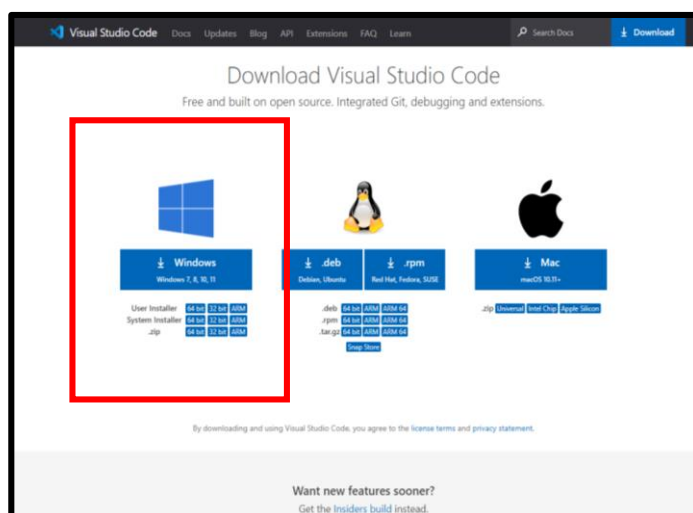 Visual Studio Code Docs Updates Blog API Extensions FAQ Learn Search Docs Download
Download Visual Studio Code
Free and built on open source. Integrated Git, debugging and extensions.
Windows
Windows 7, 8, 10, 11
User Installer 64 bit 32 bit ARM
System Installer 64 bit 32 bit ARM
.zip 64 bit 32 bit ARM
.deb
Debian, Ubuntu
.rpm
Red Hat, Fedora, SUSE
.deb 64 bit ARM ARM 64
.rpm 64 bit ARM ARM 64
.tar.gz 64 bit ARM ARM 64
Snap Store
Mac
macOS 10.11+
.zip Universal Intel Chip Apple Silicon
By downloading and using Visual Studio Code, you agree to the license terms and privacy statement.
Want new features sooner?
Get the Insiders build instead.